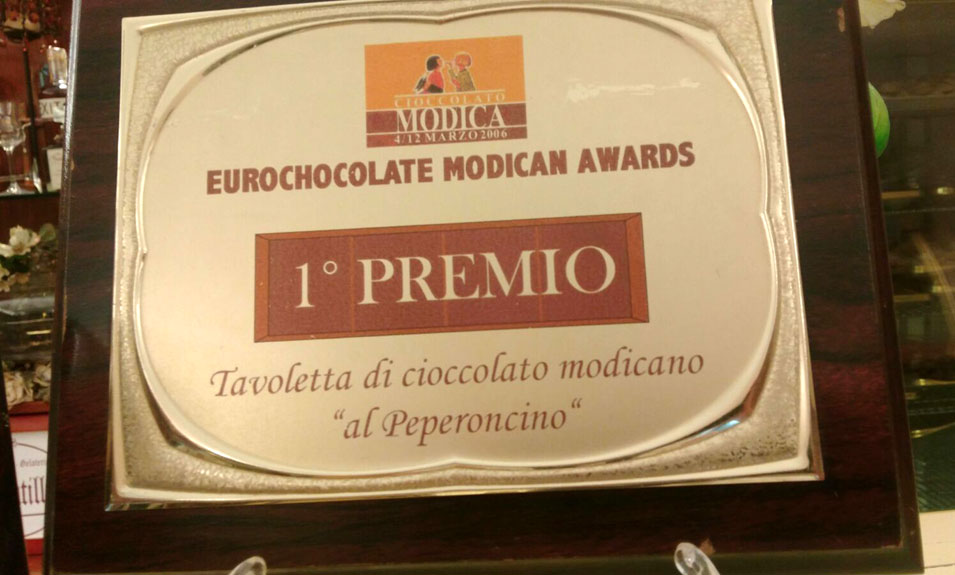 CIOCCOLATO
MODICA
4/12 MARZO 2006
EUROCHOCOLATE MODICAN AWARDS
1° PREMIO
Tavoletta di cioccolato modicano
“al Peperoncino“